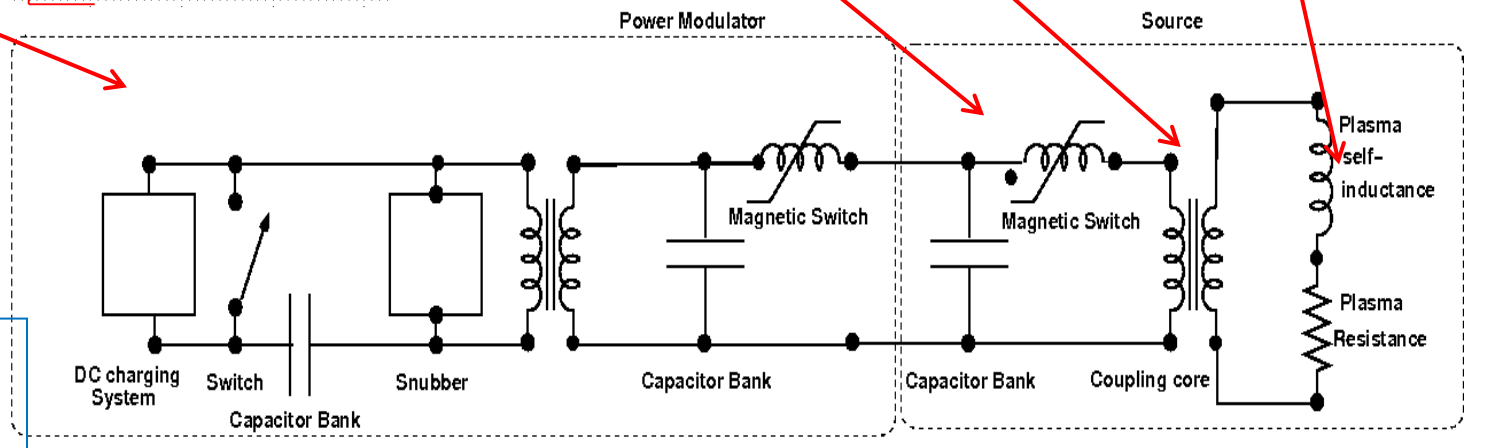 Power Modulator
Source
Plasma
self-
inductance
Magnetic Switch
Magnetic Switch
Plasma
Resistance
DC charging
System
Switch
Capacitor Bank
Snubber
Capacitor Bank
Capacitor Bank
Coupling core